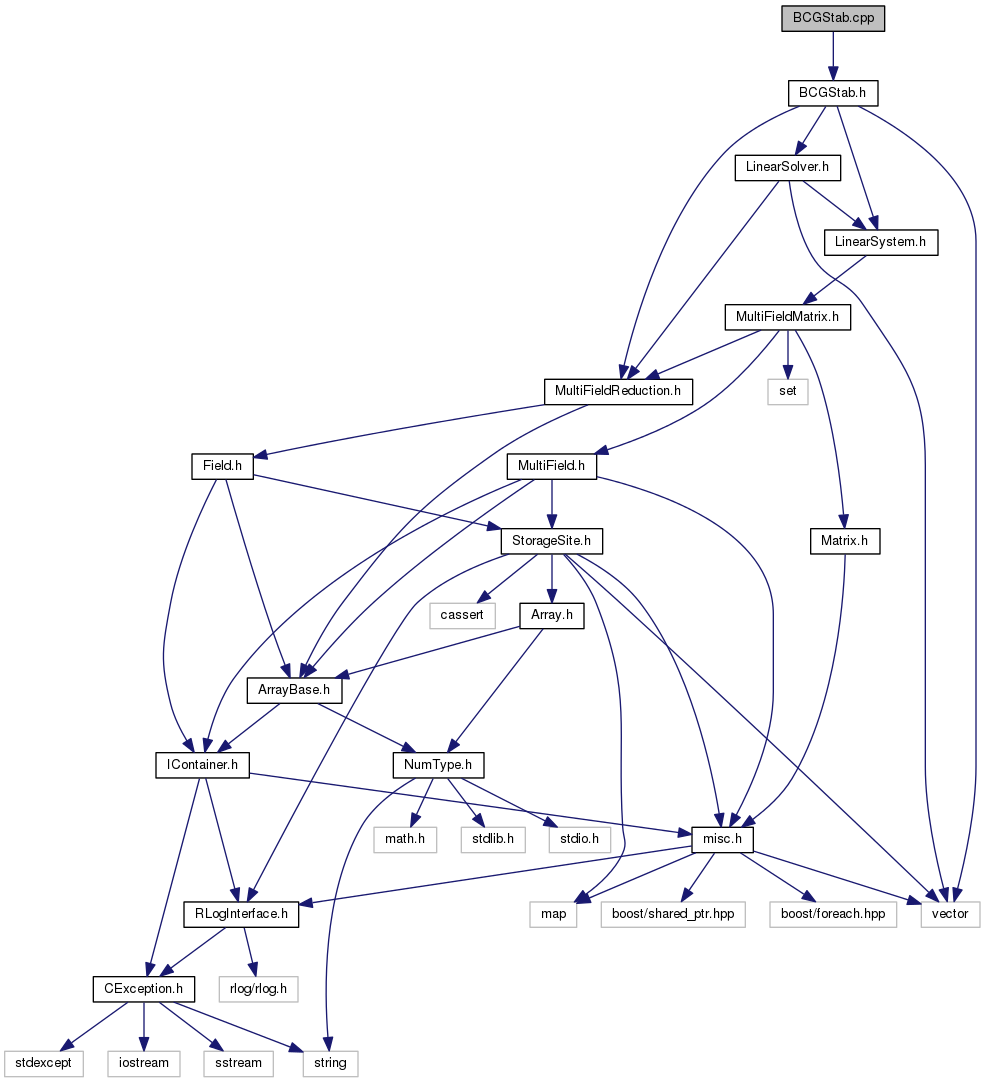 BCGStab.cpp
BCGStab.h
LinearSolver.h
LinearSystem.h
MultiFieldMatrix.h
MultiFieldReduction.h
set
Field.h
MultiField.h
StorageSite.h
Matrix.h
cassert
Array.h
ArrayBase.h
IContainer.h
NumType.h
math.h
stdlib.h
stdio.h
misc.h
RLogInterface.h
map
boost/shared_ptr.hpp
boost/foreach.hpp
vector
CException.h
rlog/rlog.h
stdexcept
iostream
sstream
string